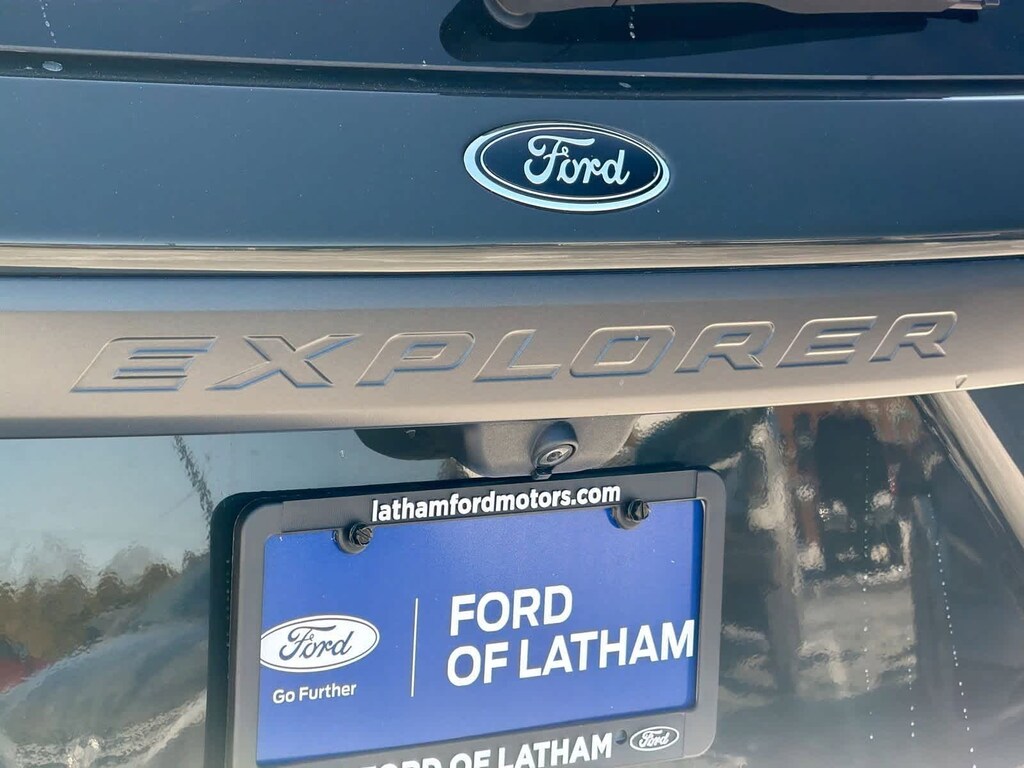 Ford
EXPLORER
lathamfordmotors.com
Ford
Go Further
FORD
OF LATHAM
FORD OF LATHAM Ford